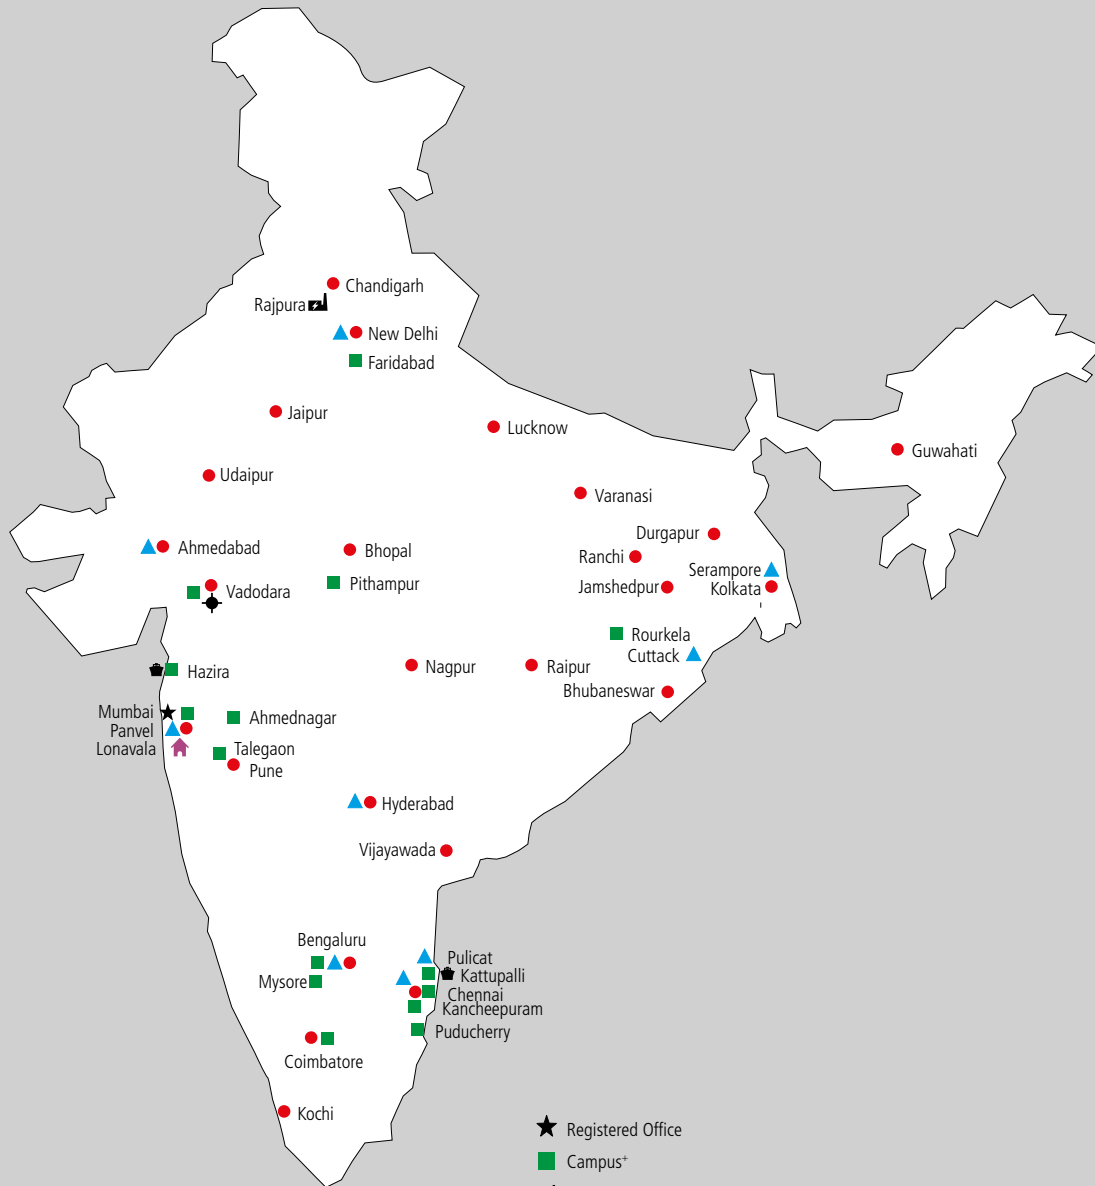 Chandigarh
Rajpura
New Delhi
Faridabad
Jaipur
Lucknow
Guwahati
Udaipur
Varanasi
Durgapur
Ahmedabad
Bhopal
Ranchi
Serampore
Pithampur
Jamshedpur
Kolkata
Vadodara
Rourkela
Cuttack
Hazira
Nagpur
Raipur
Bhubaneswar
Mumbai
Ahmednagar
Panvel
Lonavala
Talegaon
Pune
Hyderabad
Vijayawada
Bengaluru
Pulicat
Kattupalli
Mysore
Chennai
Kancheepuram
Puducherry
Coimbatore
Kochi
Registered Office
Campus+